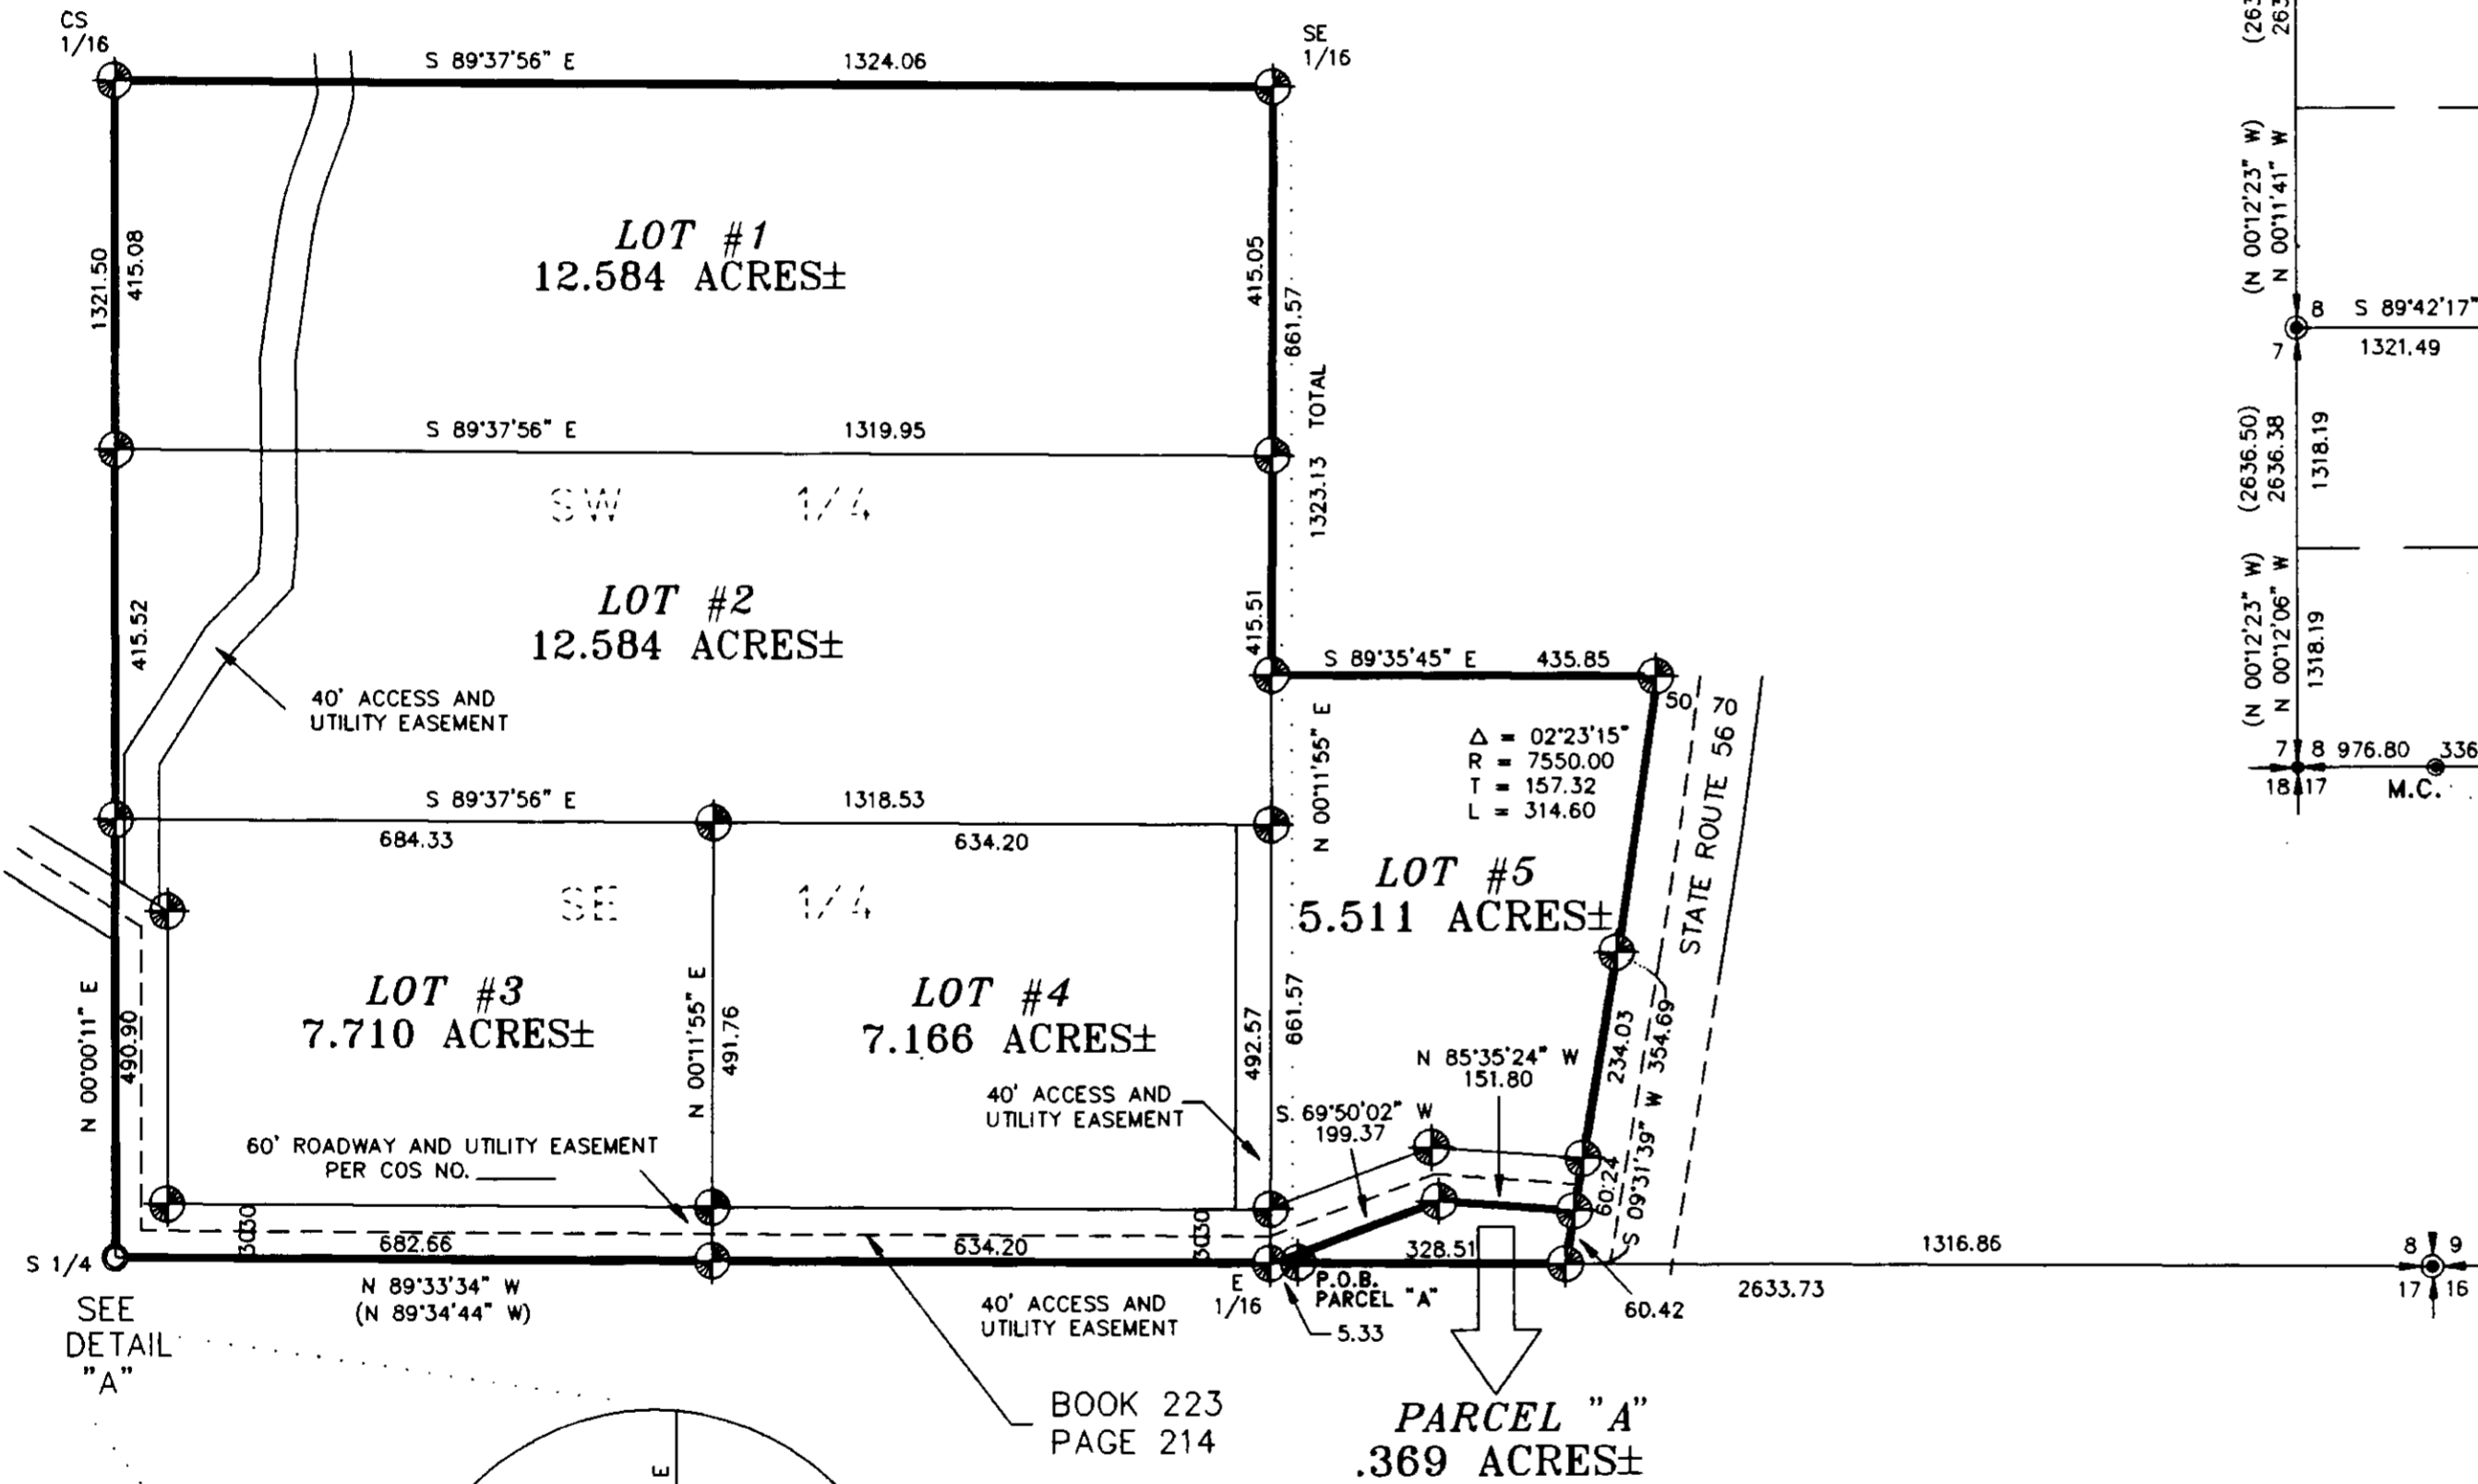 CS
1/16
S 89°37'56" E
1324.06
SE
1/16
1321.50
415.08
LOT #1
12.584 ACRES±
415.05
661.57
1323.13 TOTAL
S 89°37'56" E
1319.95
SW 1/4
415.52
LOT #2
12.584 ACRES±
415.51
40' ACCESS AND
UTILITY EASEMENT
S 89°35'45" E
435.85
50
70
N 00°11'55" E
Δ = 02°23'15"
R = 7550.00
T = 157.32
L = 314.60
STATE ROUTE 56
S 89°37'56" E
1318.53
684.33
634.20
SE 1/4
LOT #5
5.511 ACRES±
N 00°00'11" E
490.90
LOT #3
7.710 ACRES±
N 00°11'55" E
491.76
LOT #4
7.166 ACRES±
492.57
661.57
234.03
354.69
S 09°31'39" W
N 85°35'24" W
151.80
40' ACCESS AND
UTILITY EASEMENT
S. 69°50'02" W
199.37
60' ROADWAY AND UTILITY EASEMENT
PER COS NO.
60.24
3030
3030
S 1/4
682.66
634.20
328.51
1316.86
N 89°33'34" W
(N 89°34'44" W)
E
1/16
P.O.B.
PARCEL "A"
5.33
60.42
2633.73
8 9
17 16
40' ACCESS AND
UTILITY EASEMENT
SEE
DETAIL
"A"
BOOK 223
PAGE 214
PARCEL "A"
.369 ACRES±
E
(263
263
(N 00°12'23" W)
N 00°11'41" W
8
7
S 89°42'17"
1321.49
(2636.50)
2636.38
1318.19
(N 00°12'23" W)
N 00°12'06" W
1318.19
7 8
18 17
976.80
336
M.C.